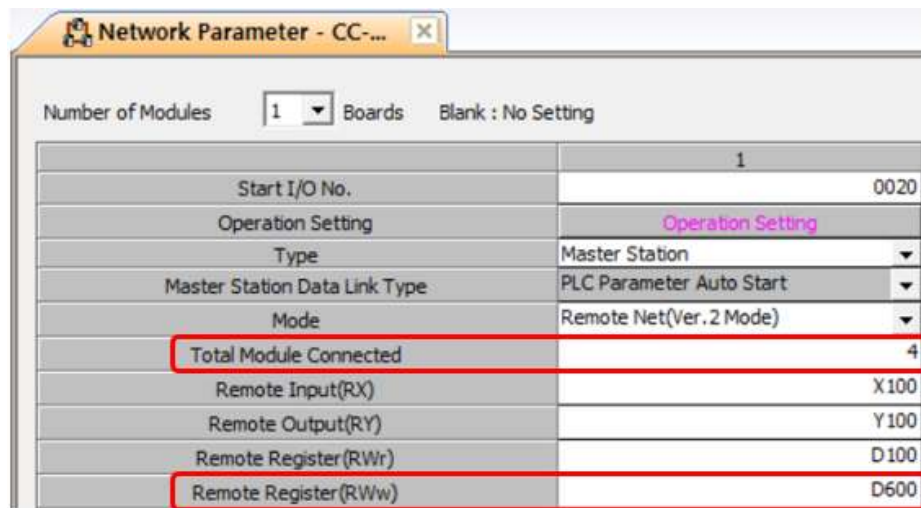 Network Parameter - CC-...
Number of Modules 1 Boards Blank : No Setting
1
Start I/O No. 0020
Operation Setting Operation Setting
Type Master Station
Master Station Data Link Type PLC Parameter Auto Start
Mode Remote Net(Ver.2 Mode)
Total Module Connected 4
Remote Input(RX) X100
Remote Output(RY) Y100
Remote Register(RWr) D100
Remote Register(RWw) D600